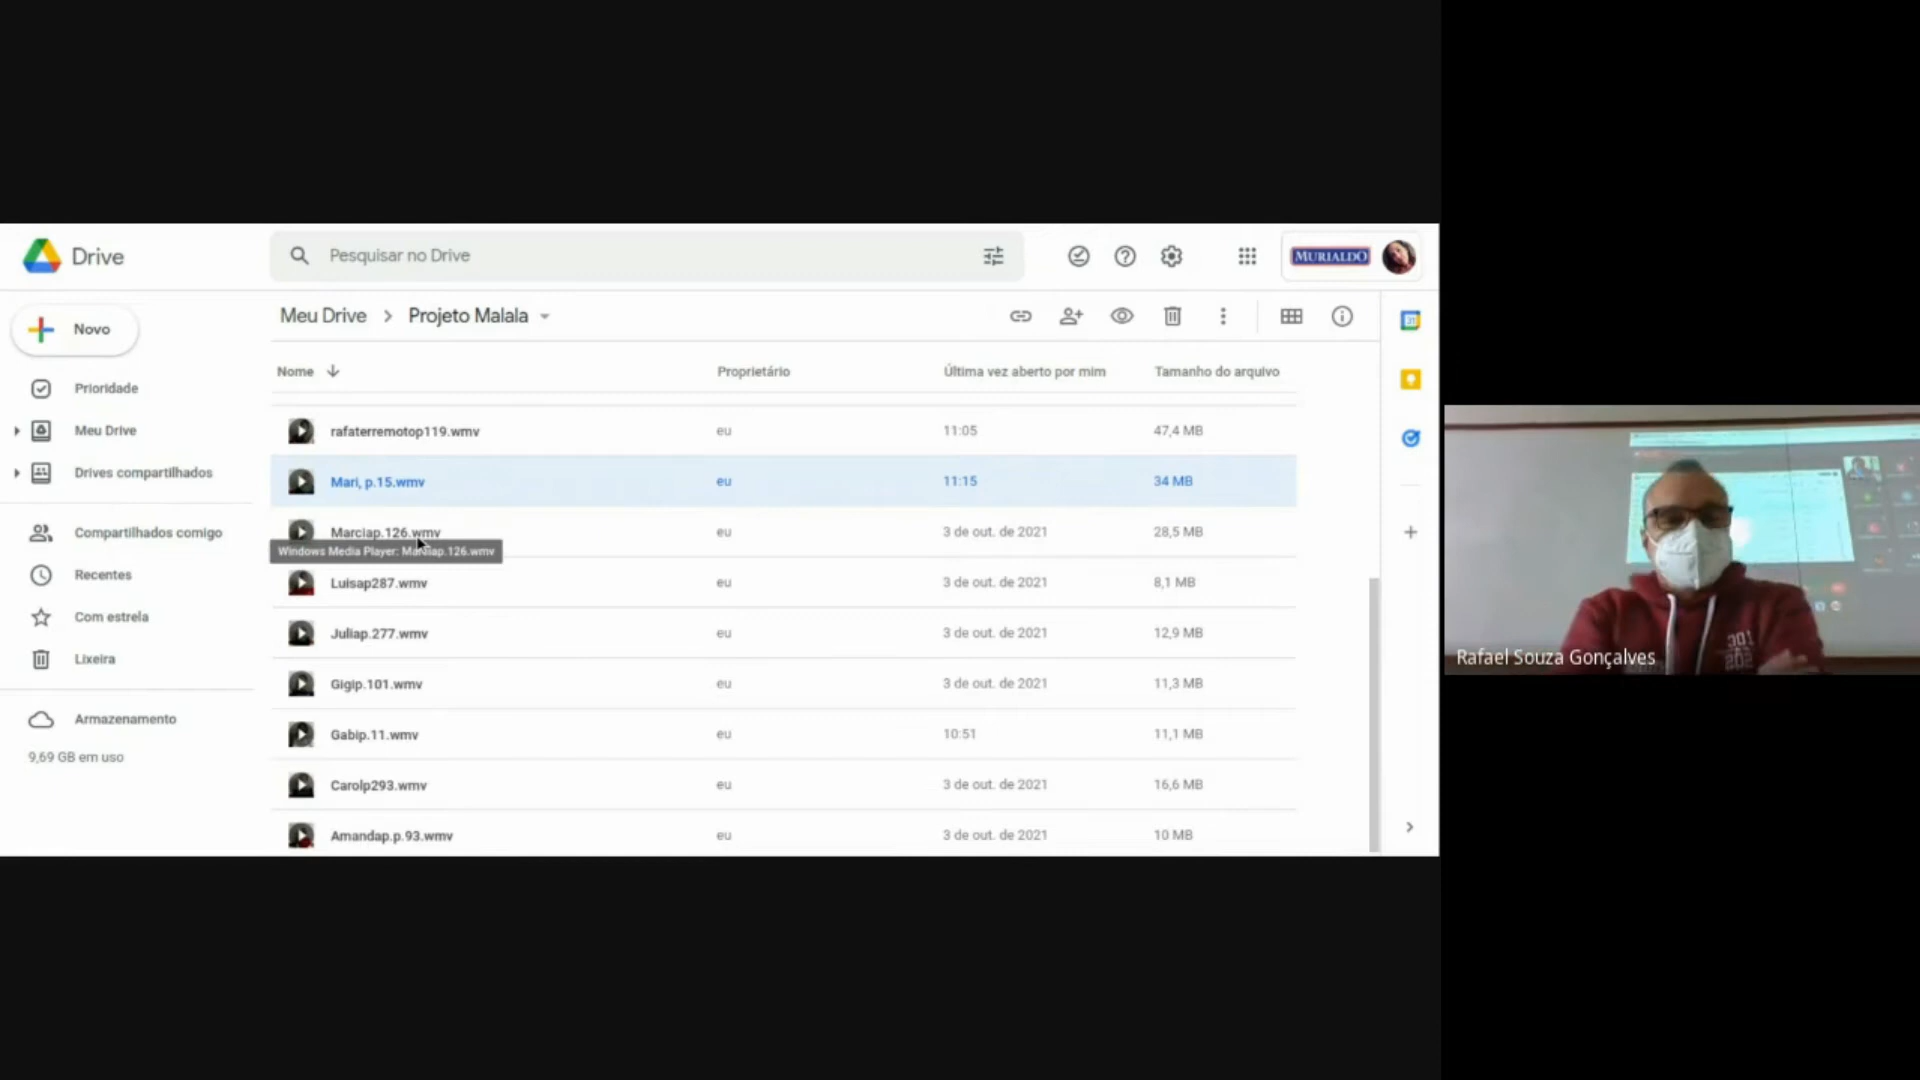 Drive
Pesquisar no Drive
MURIALDO
Novo
Meu Drive > Projeto Malala
Prioridade
Meu Drive
Drives compartilhados
Compartilhados comigo
Recentes
Com estrela
Lixeira
Armazenamento
9,69 GB em uso
Nome Proprietário Última vez aberto por mim Tamanho do arquivo
rafaterremotop119.wmv eu 11:05 47,4 MB
Mari, p.15.wmv eu 11:15 34 MB
Marciap.126.wmv eu 3 de out. de 2021 28,5 MB
Windows Media Player: Marciap.126.wmv
Luisap287.wmv eu 3 de out. de 2021 8,1 MB
Juliap.277.wmv eu 3 de out. de 2021 12,9 MB
Gigip.101.wmv eu 3 de out. de 2021 11,3 MB
Gabip.11.wmv eu 10:51 11,1 MB
Carolp293.wmv eu 3 de out. de 2021 16,6 MB
Amandap.p.93.wmv eu 3 de out. de 2021 10 MB
31
Rafael Souza Gonçalves